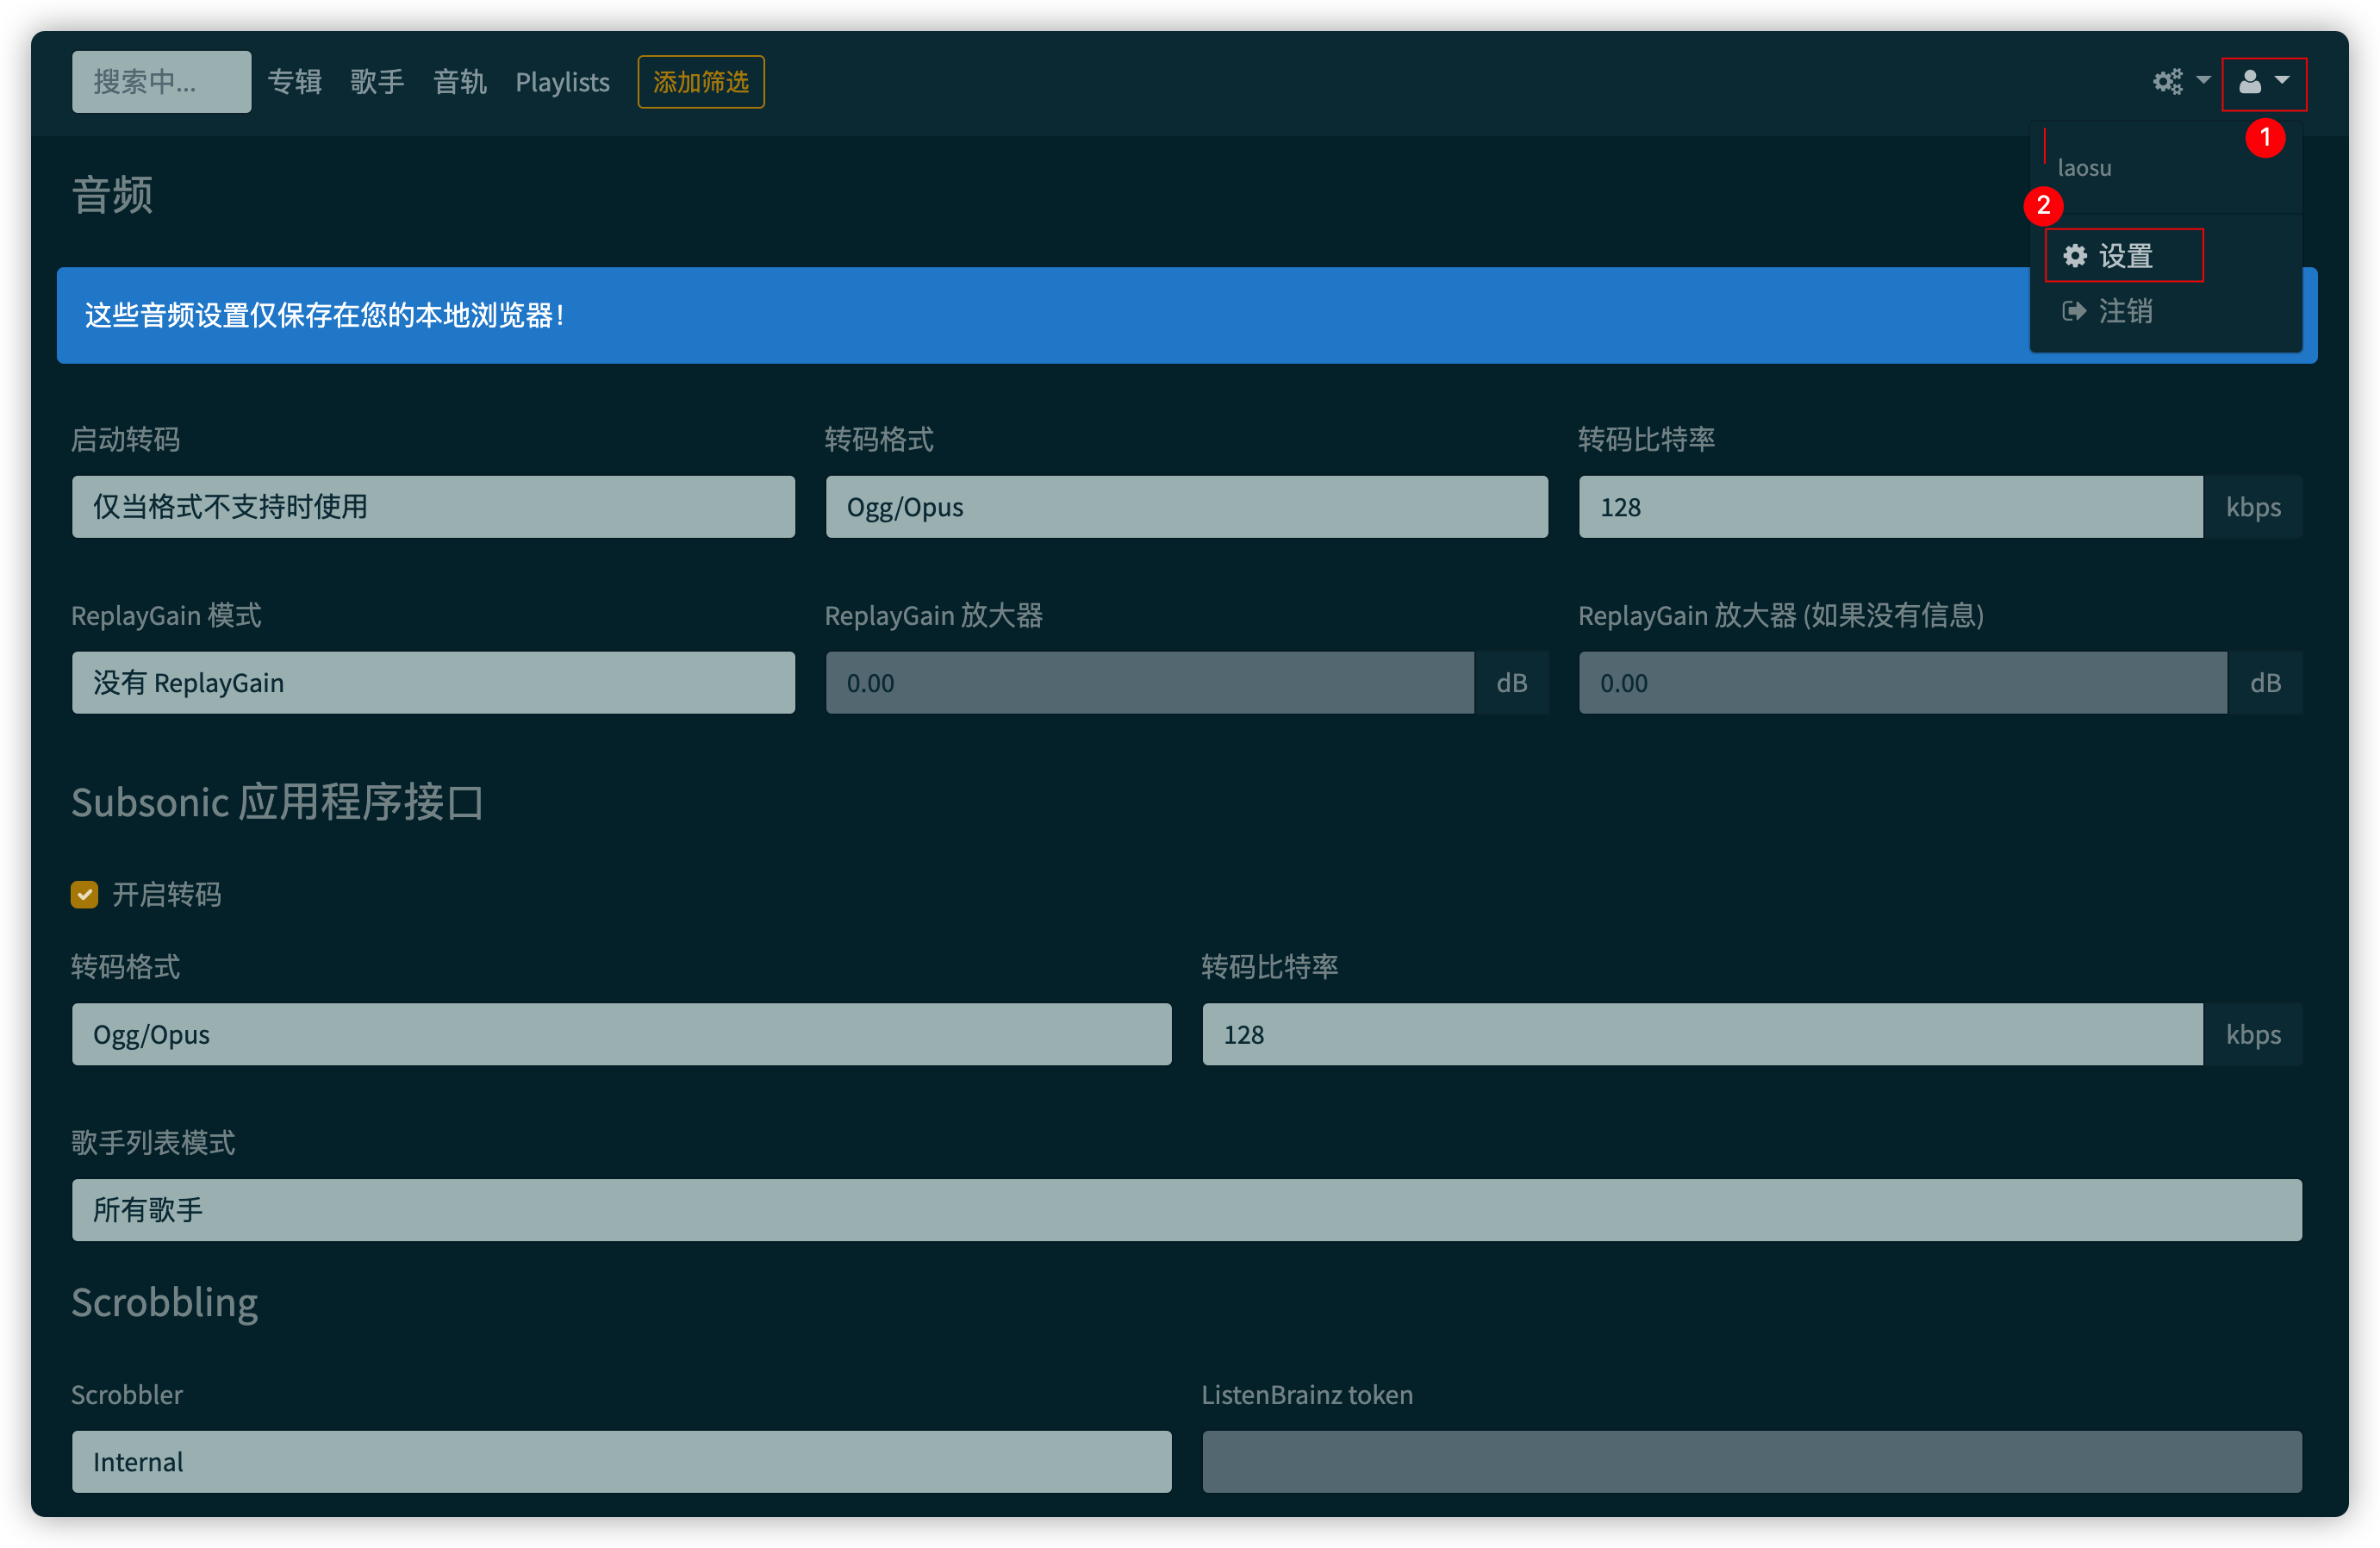 搜索中... 专辑 歌手 音轨 Playlists 添加筛选
1
laosu
2
设置
注销
音频
这些音频设置仅保存在您的本地浏览器！
启动转码 转码格式 转码比特率
仅当格式不支持时使用 Ogg/Opus 128 kbps
ReplayGain 模式 ReplayGain 放大器 ReplayGain 放大器 (如果没有信息)
没有 ReplayGain 0.00 dB 0.00 dB
Subsonic 应用程序接口
开启转码
转码格式 转码比特率
Ogg/Opus 128 kbps
歌手列表模式
所有歌手
Scrobbling
Scrobbler ListenBrainz token
Internal